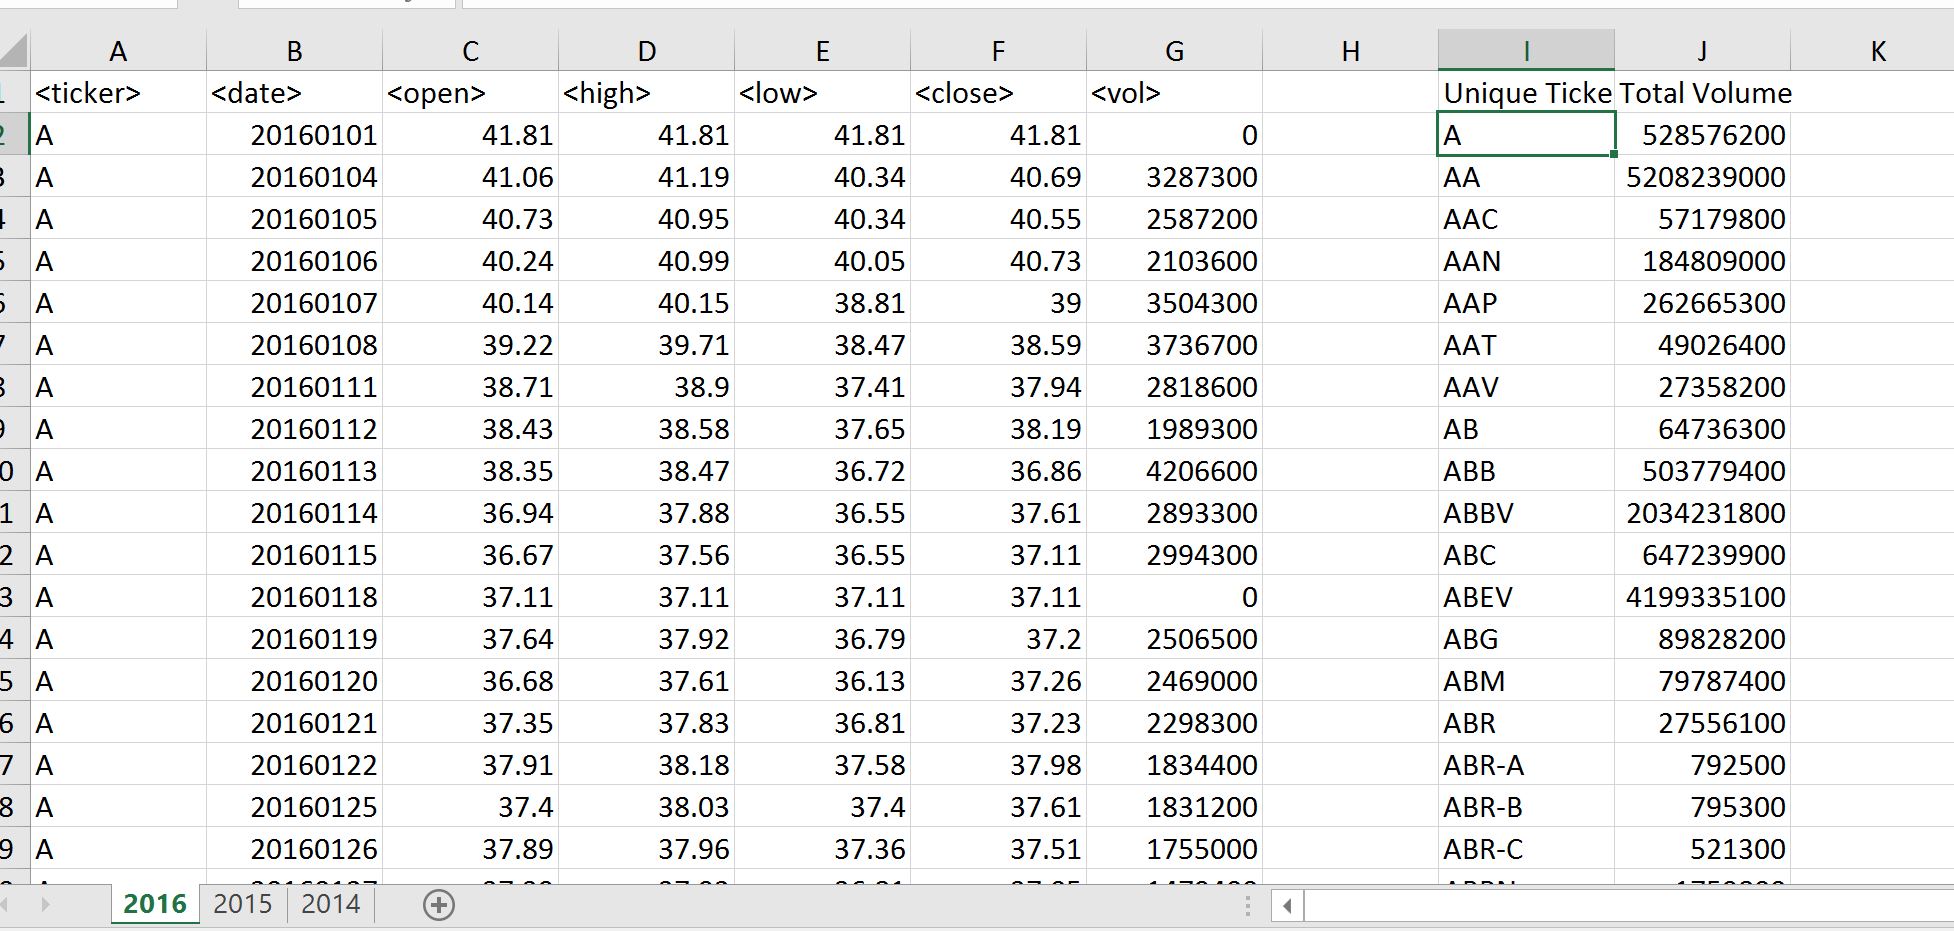 A B C D E F G H I J K
<ticker> <date> <open> <high> <low> <close> <vol> Unique Ticke Total Volume
A 20160101 41.81 41.81 41.81 41.81 0 A 528576200
A 20160104 41.06 41.19 40.34 40.69 3287300 AA 5208239000
A 20160105 40.73 40.95 40.34 40.55 2587200 AAC 57179800
A 20160106 40.24 40.99 40.05 40.73 2103600 AAN 184809000
A 20160107 40.14 40.15 38.81 39 3504300 AAP 262665300
A 20160108 39.22 39.71 38.47 38.59 3736700 AAT 49026400
A 20160111 38.71 38.9 37.41 37.94 2818600 AAV 27358200
A 20160112 38.43 38.58 37.65 38.19 1989300 AB 64736300
0 A 20160113 38.35 38.47 36.72 36.86 4206600 ABB 503779400
1 A 20160114 36.94 37.88 36.55 37.61 2893300 ABBV 2034231800
2 A 20160115 36.67 37.56 36.55 37.11 2994300 ABC 647239900
3 A 20160118 37.11 37.11 37.11 37.11 0 ABEV 4199335100
4 A 20160119 37.64 37.92 36.79 37.2 2506500 ABG 89828200
5 A 20160120 36.68 37.61 36.13 37.26 2469000 ABM 79787400
6 A 20160121 37.35 37.83 36.81 37.23 2298300 ABR 27556100
7 A 20160122 37.91 38.18 37.58 37.98 1834400 ABR-A 792500
8 A 20160125 37.4 38.03 37.4 37.61 1831200 ABR-B 795300
9 A 20160126 37.89 37.96 37.36 37.51 1755000 ABR-C 521300
2016 2015 2014